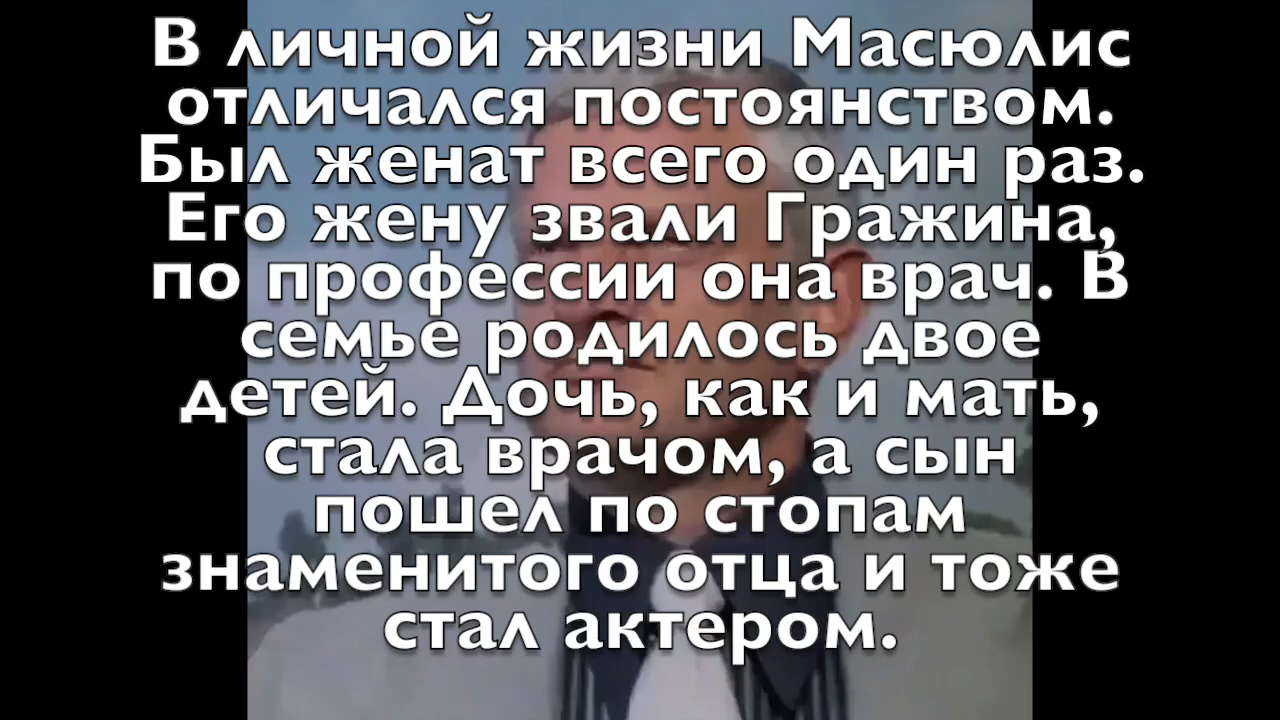 В личной жизни Масюлис
отличался постоянством.
Был женат всего один раз.
Его жену звали Гражина,
по профессии она врач. В
семье родилось двое
детей. Дочь, как и мать,
стала врачом, а сын
пошел по стопам
знаменитого отца и тоже
стал актером.